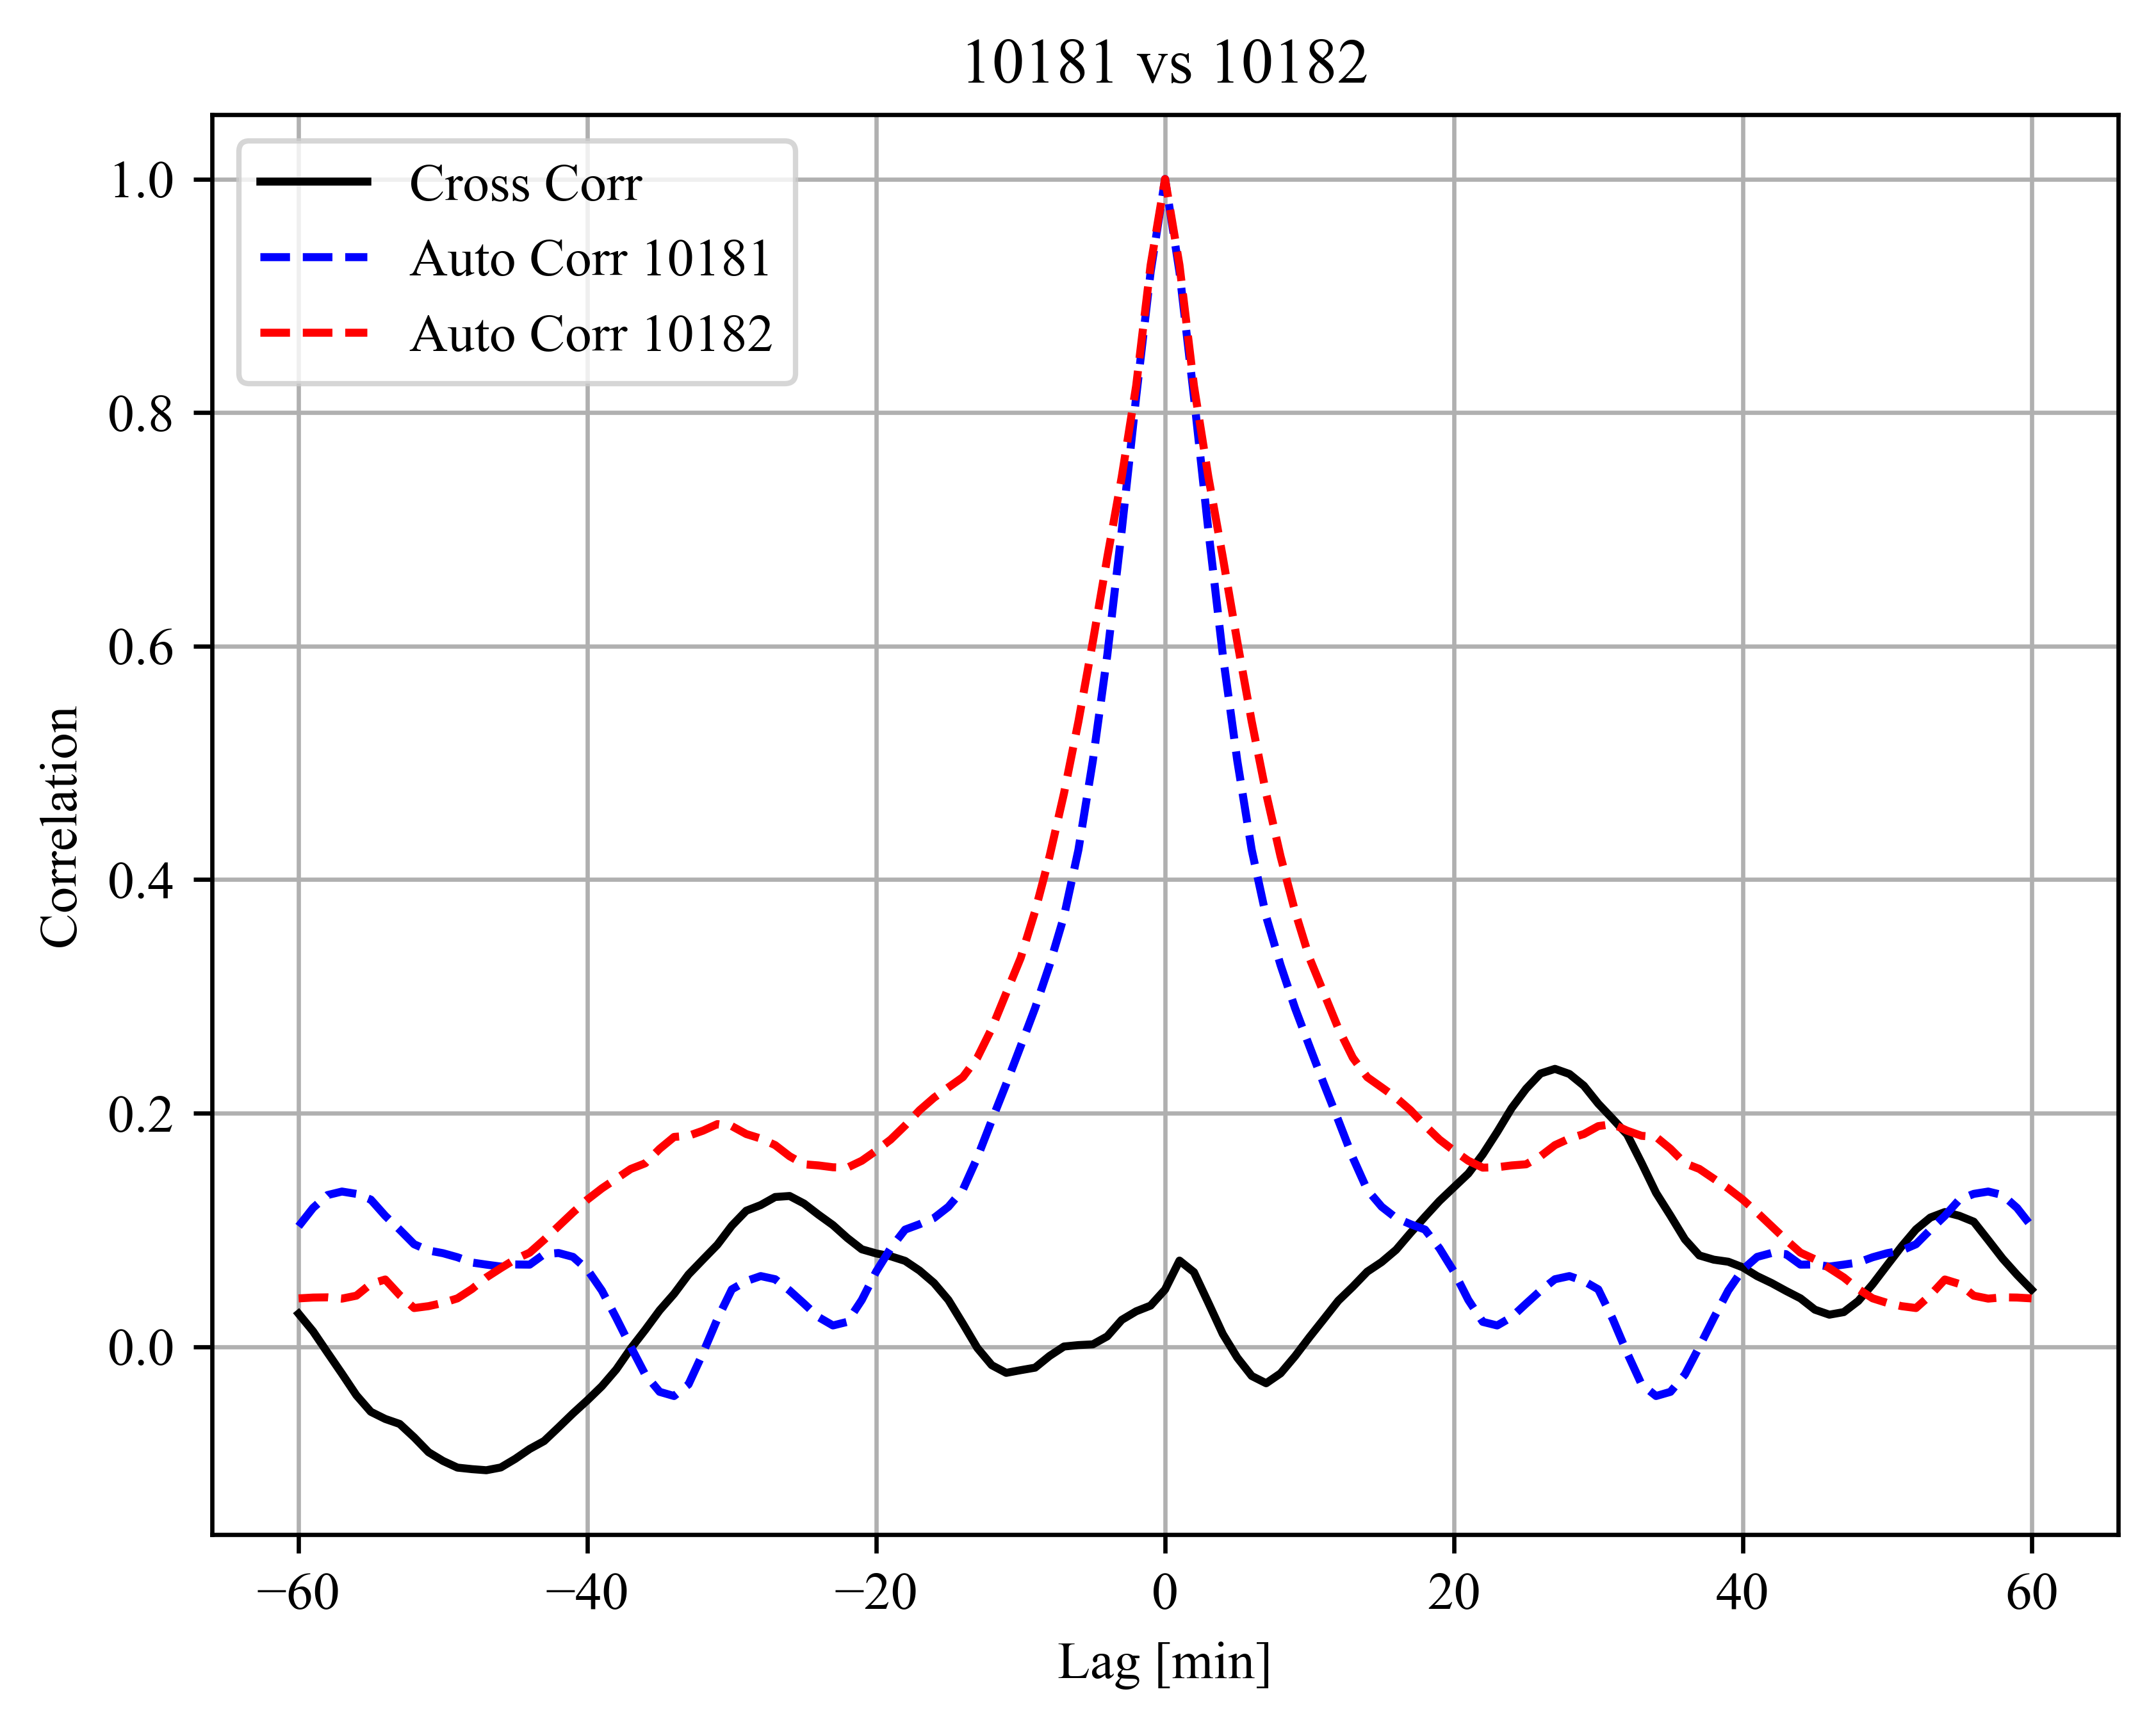 10181 vs 10182
Cross Corr
Auto Corr 10181
Auto Corr 10182
1.0
0.8
0.6
0.4
0.2
0.0
Correlation
−60
−40
−20
0
20
40
60
Lag [min]